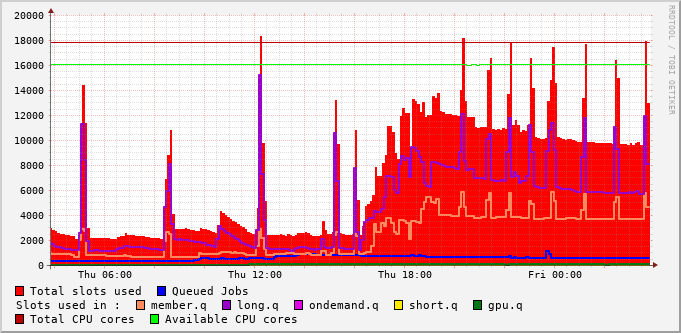 RRDTOOL / TOBI OETIKER
20000
18000
16000
14000
12000
10000
8000
6000
4000
2000
0
Thu 06:00 Thu 12:00 Thu 18:00 Fri 00:00
Total slots used Queued Jobs
Slots used in : member.q long.q ondemand.q short.q gpu.q
Total CPU cores Available CPU cores